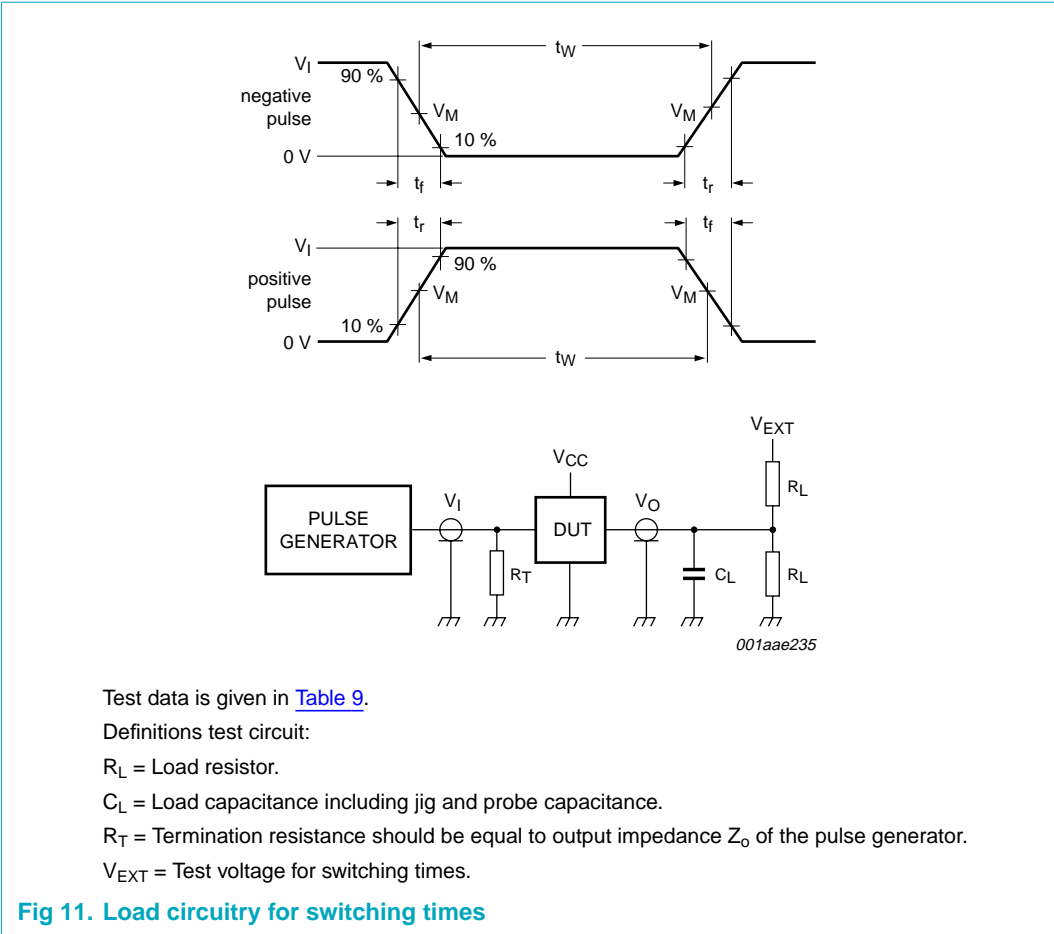 tW
VI
90 %
negative
pulse
VM
VM
10 %
0 V
tf
tr
tr
tf
VI
90 %
positive
pulse
VM
VM
10 %
0 V
tW
VEXT
VCC
RL
VI
VO
PULSE
GENERATOR
DUT
RT
CL
RL
001aae235
Test data is given in Table 9.
Definitions test circuit:
RL = Load resistor.
CL = Load capacitance including jig and probe capacitance.
RT = Termination resistance should be equal to output impedance Zo of the pulse generator.
VEXT = Test voltage for switching times.
Fig 11. Load circuitry for switching times